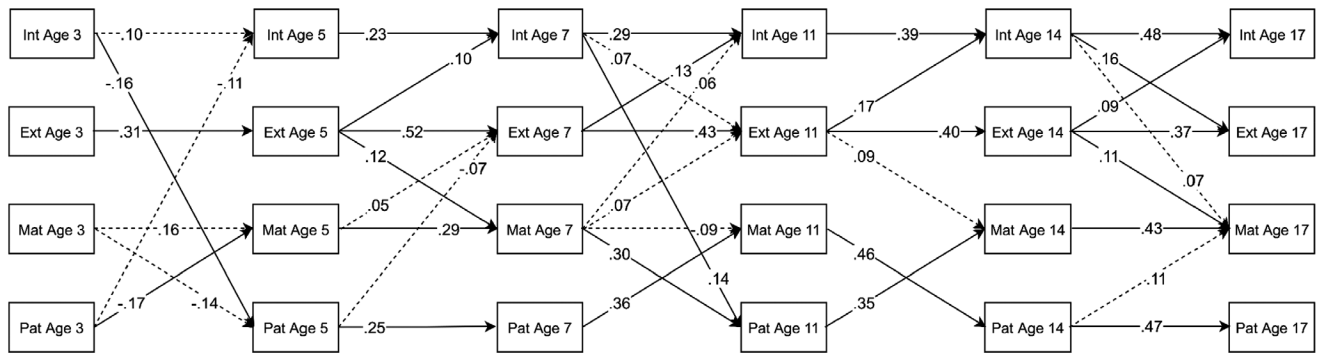 Int Age 3 .10 Int Age 5 .23 Int Age 7 .29 Int Age 11 .39 Int Age 14 .48 Int Age 17
.10 .07 .16
.13
-.16 -.11 .06
.17 .09
Ext Age 3 .31 Ext Age 5 .52 Ext Age 7 .43 Ext Age 11 .40 Ext Age 14 .37 Ext Age 17
.12 .09 .11
-.07
.07
.05 .07
Mat Age 3 -.16 Mat Age 5 .29 Mat Age 7 -.09 Mat Age 11 Mat Age 14 .43 Mat Age 17
.30 .46
.14 .11
-.17 -.14 .36 .35
Pat Age 3 Pat Age 5 .25 Pat Age 7 Pat Age 11 Pat Age 14 .47 Pat Age 17